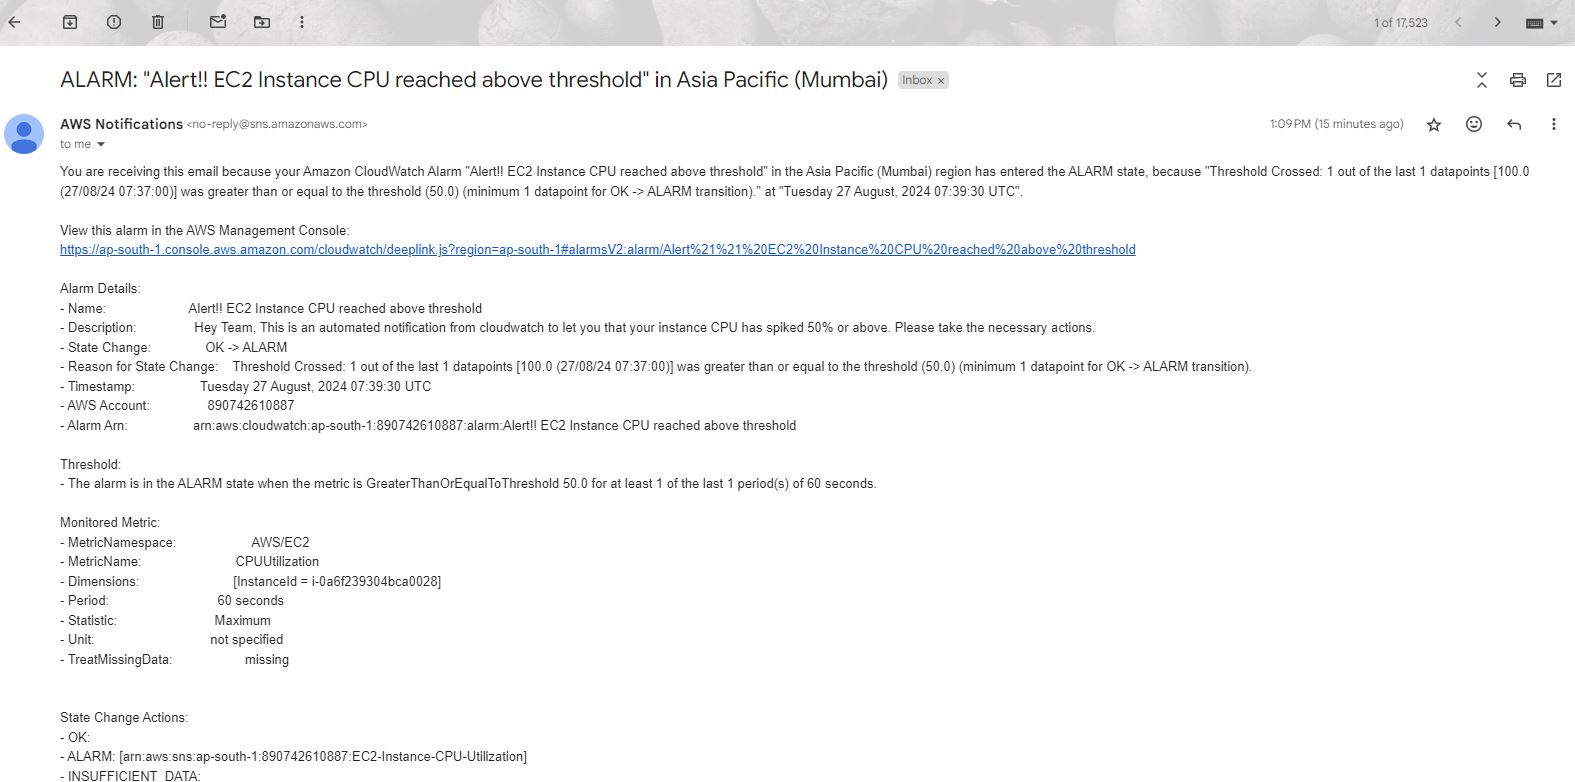 1 of 17,523
ALARM: "Alert!! EC2 Instance CPU reached above threshold" in Asia Pacific (Mumbai) Inbox ×
AWS Notifications <no-reply@sns.amazonaws.com> 1:09 PM (15 minutes ago)
to me
You are receiving this email because your Amazon CloudWatch Alarm "Alert!! EC2 Instance CPU reached above threshold" in the Asia Pacific (Mumbai) region has entered the ALARM state, because "Threshold Crossed: 1 out of the last 1 datapoints [100.0
(27/08/24 07:37:00)] was greater than or equal to the threshold (50.0) (minimum 1 datapoint for OK -> ALARM transition)." at "Tuesday 27 August, 2024 07:39:30 UTC".
View this alarm in the AWS Management Console:
https://ap-south-1.console.aws.amazon.com/cloudwatch/deeplink.js?region=ap-south-1#alarmsV2:alarm/Alert%21%21%20EC2%20Instance%20CPU%20reached%20above%20threshold
Alarm Details:
- Name: Alert!! EC2 Instance CPU reached above threshold
- Description: Hey Team, This is an automated notification from cloudwatch to let you that your instance CPU has spiked 50% or above. Please take the necessary actions.
- State Change: OK -> ALARM
- Reason for State Change: Threshold Crossed: 1 out of the last 1 datapoints [100.0 (27/08/24 07:37:00)] was greater than or equal to the threshold (50.0) (minimum 1 datapoint for OK -> ALARM transition).
- Timestamp: Tuesday 27 August, 2024 07:39:30 UTC
- AWS Account: 890742610887
- Alarm Arn: arn:aws:cloudwatch:ap-south-1:890742610887:alarm:Alert!! EC2 Instance CPU reached above threshold
Threshold:
- The alarm is in the ALARM state when the metric is GreaterThanOrEqualToThreshold 50.0 for at least 1 of the last 1 period(s) of 60 seconds.
Monitored Metric:
- MetricNamespace: AWS/EC2
- MetricName: CPUUtilization
- Dimensions: [InstanceId = i-0a6f239304bca0028]
- Period: 60 seconds
- Statistic: Maximum
- Unit: not specified
- TreatMissingData: missing
State Change Actions:
- OK:
- ALARM: [arn:aws:sns:ap-south-1:890742610887:EC2-Instance-CPU-Utilization]
- INSUFFICIENT_DATA: